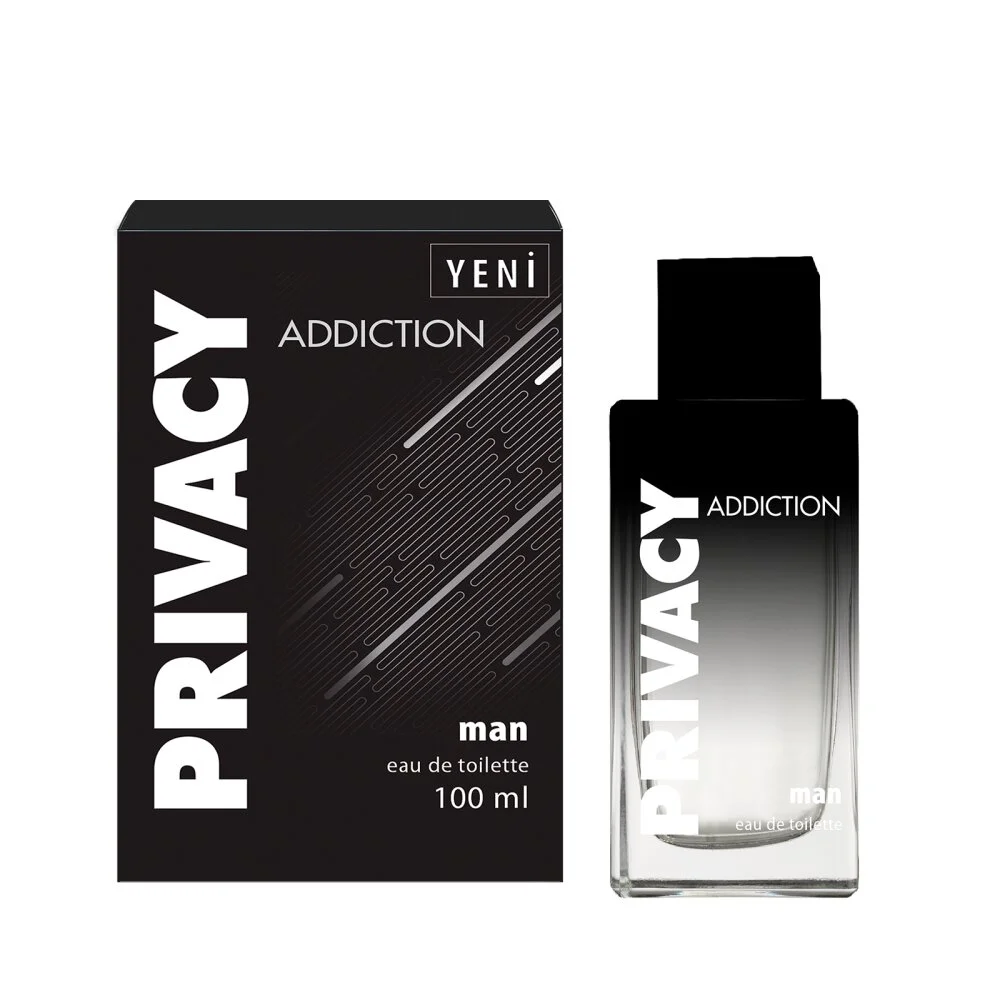 YENİ
ADDICTION
PRIVACY
man
eau de toilette
100 ml
ADDICTION
PRIVACY
man
eau de toilette